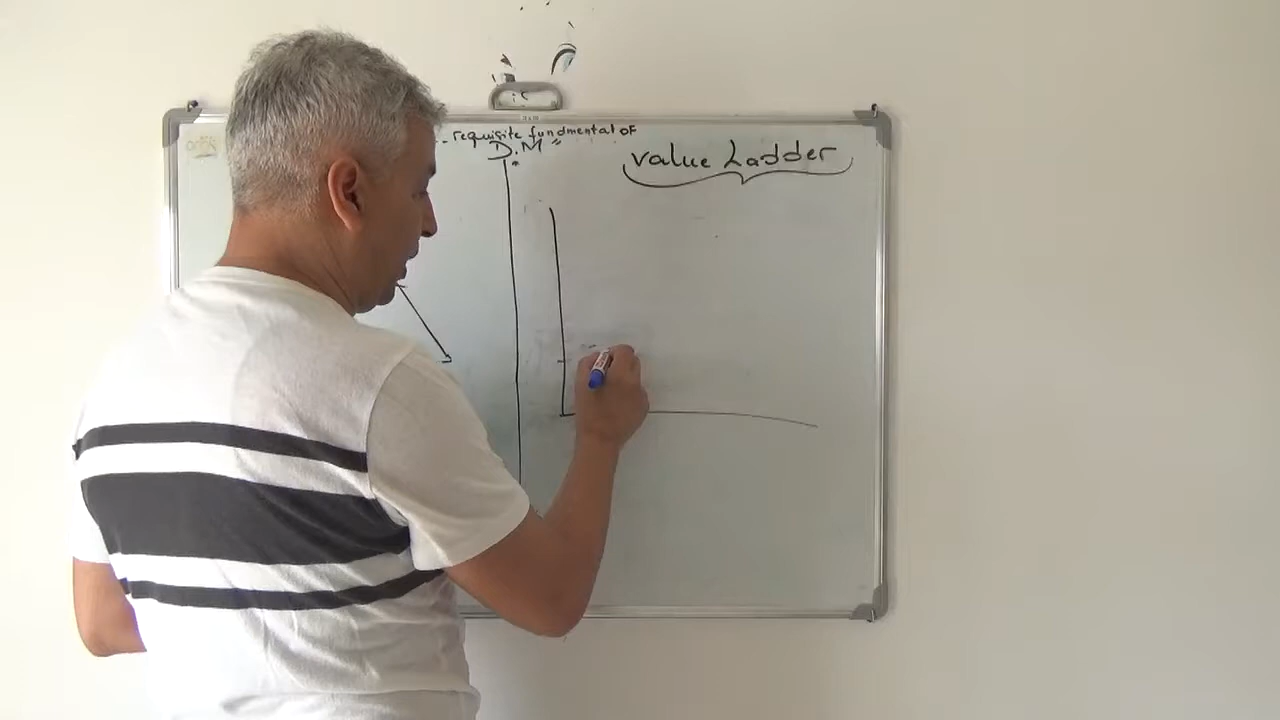 requisite fundmental of
D.M"
value Ladder